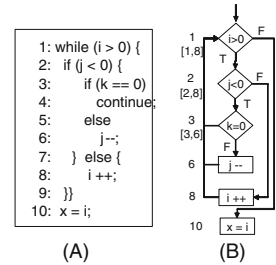 1: while (i > 0) {
2: if (j < 0) {
3: if (k == 0)
4: continue;
5: else
6: j --;
7: } else {
8: i ++;
9: }}
10: x = i;
(A)
1
[1,8]
i>0
F
T
2
[2,8]
j<0
F
T
3
[3,6]
k=0
F
6
j --
8
i ++
10
x = i
(B)